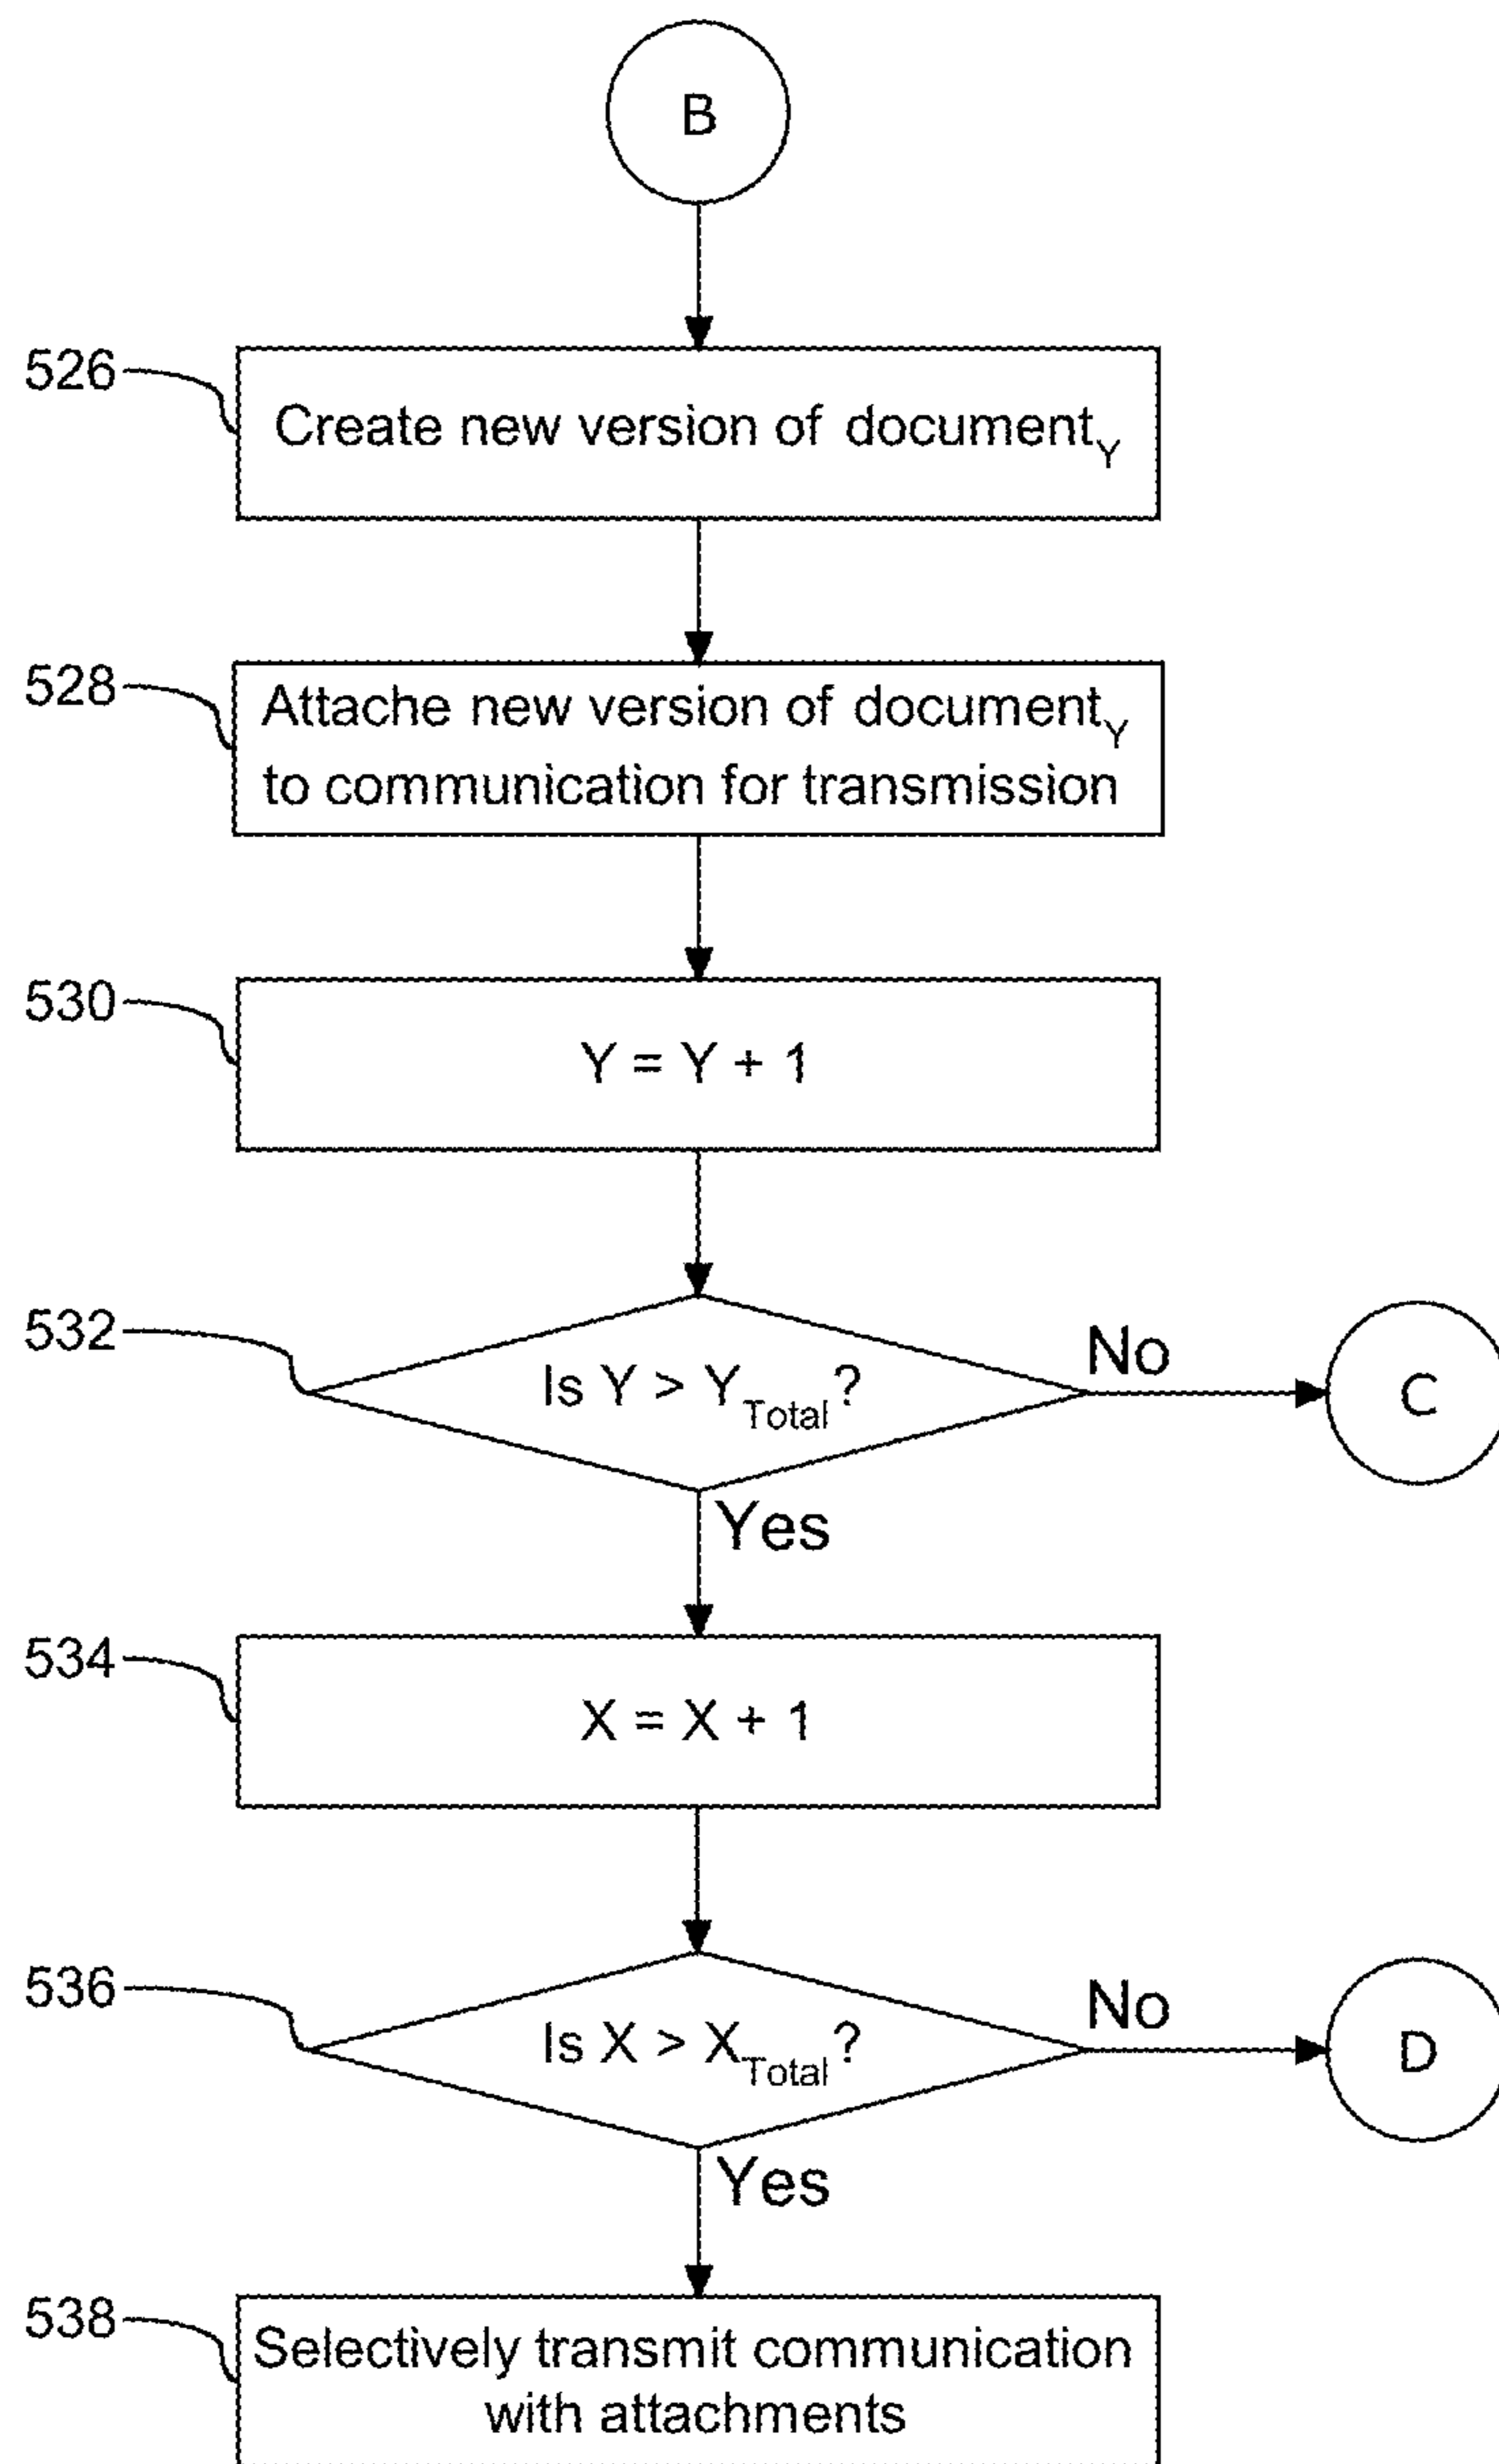 B
526
Create new version of documentY
528
Attache new version of documentY
to communication for transmission
530
Y = Y + 1
532
Is Y > YTotal?
No
C
Yes
534
X = X + 1
536
Is X > XTotal?
No
D
Yes
538
Selectively transmit communication
with attachments